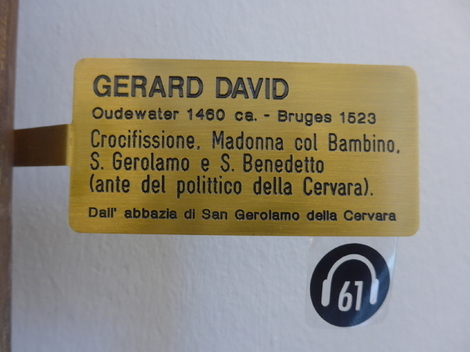 GERARD DAVID
Oudewater 1460 ca. - Bruges 1523
Crocifissione, Madonna col Bambino,
S. Gerolamo e S. Benedetto
(ante del polittico della Cervara).
Dall' abbazia di San Gerolamo della Cervara
61